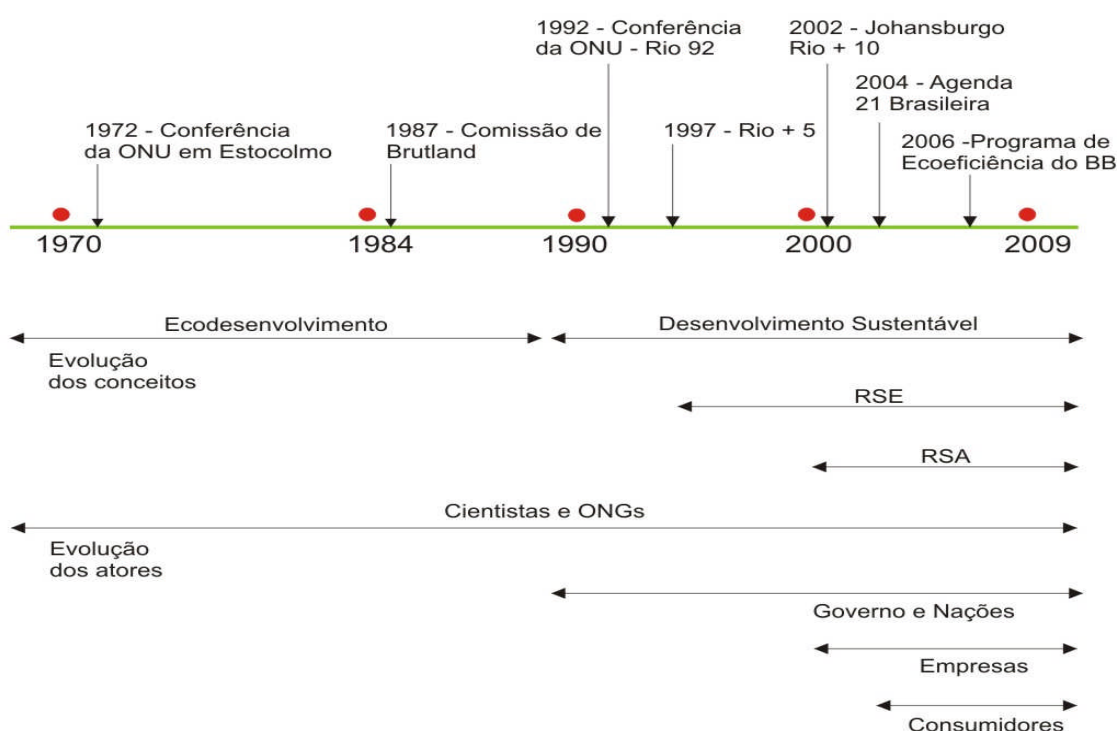 1992 - Conferência
da ONU - Rio 92
2002 - Johansburgo
Rio + 10
2004 - Agenda
21 Brasileira
1972 - Conferência
da ONU em Estocolmo
1987 - Comissão de
Brutland
1997 - Rio + 5
2006 -Programa de
Ecoeficiência do BB
1970
1984
1990
2000
2009
Ecodesenvolvimento
Desenvolvimento Sustentável
Evolução
dos conceitos
RSE
RSA
Cientistas e ONGs
Evolução
dos atores
Governo e Nações
Empresas
Consumidores